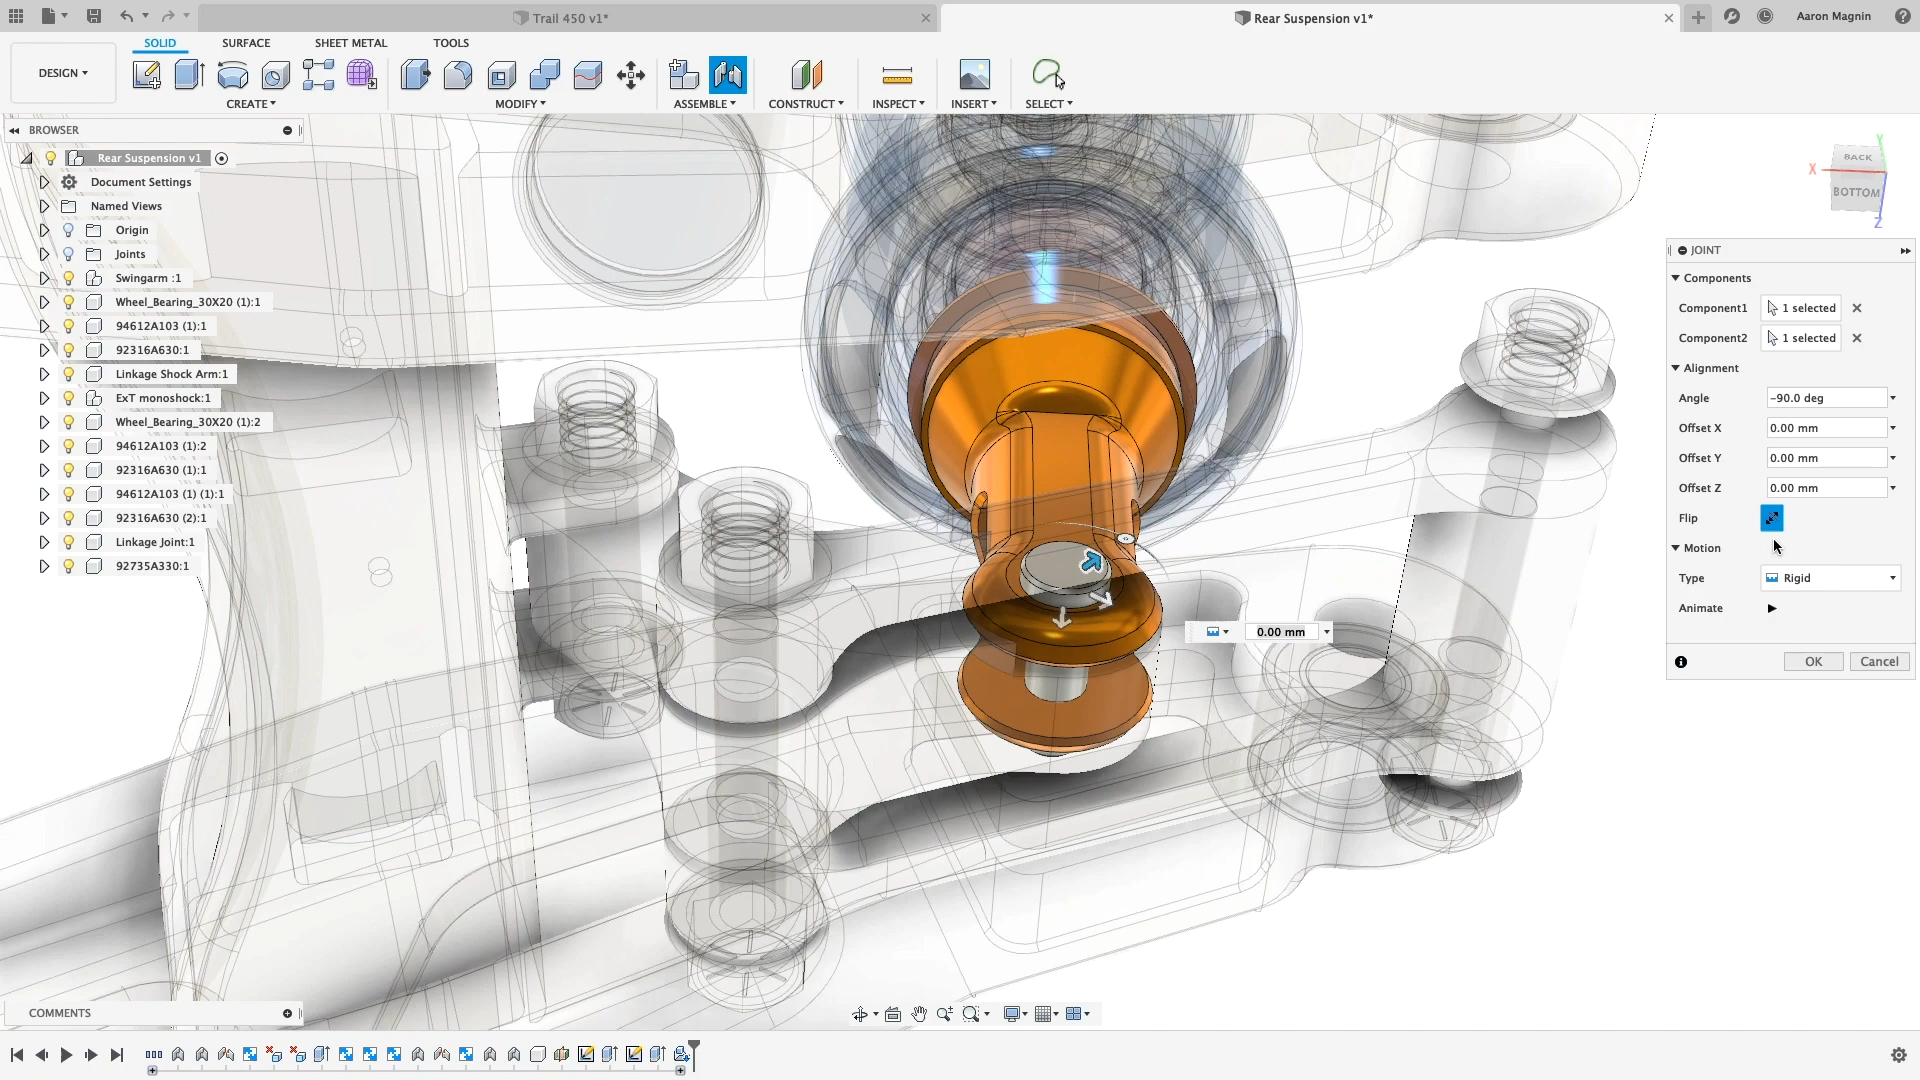 Trail 450 v1*
Rear Suspension v1*
Aaron Magnin
SOLID
SURFACE
SHEET METAL
TOOLS
DESIGN
CREATE
MODIFY
ASSEMBLE
CONSTRUCT
INSPECT
INSERT
SELECT
BROWSER
Rear Suspension v1
Document Settings
Named Views
Origin
Joints
Swingarm :1
Wheel_Bearing_30X20 (1):1
94612A103 (1):1
92316A630:1
Linkage Shock Arm:1
ExT monoshock:1
Wheel_Bearing_30X20 (1):2
94612A103 (1):2
92316A630 (1):1
94612A103 (1) (1):1
92316A630 (2):1
Linkage Joint:1
92735A330:1
X
Y
Z
BACK
BOTTOM
JOINT
Components
Component1 1 selected
Component2 1 selected
Alignment
Angle -90.0 deg
Offset X 0.00 mm
Offset Y 0.00 mm
Offset Z 0.00 mm
Flip
Motion
Type Rigid
Animate
OK Cancel
0.00 mm
COMMENTS